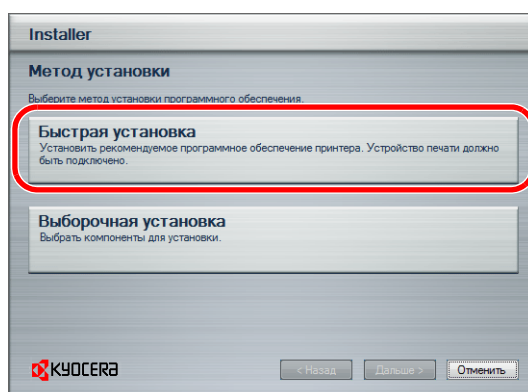 Installer
Метод установки
Выберите метод установки программного обеспечения.
Быстрая установка
Установить рекомендуемое программное обеспечение принтера. Устройство печати должно
быть подключено.
Выборочная установка
Выбрать компоненты для установки.
KYOCERA
< Назад Дальше > Отменить